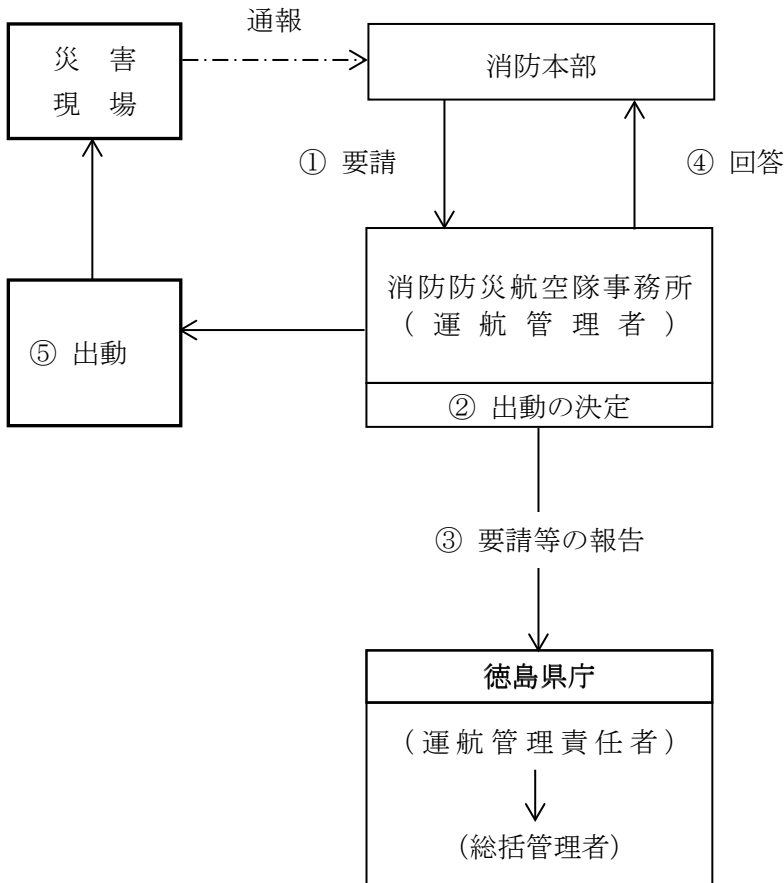 通報
災害
現場
消防本部
① 要請
④ 回答
消防防災航空隊事務所
(運航管理者)
⑤ 出動
② 出動の決定
③ 要請等の報告
徳島県庁
(運航管理責任者)
(総括管理者)